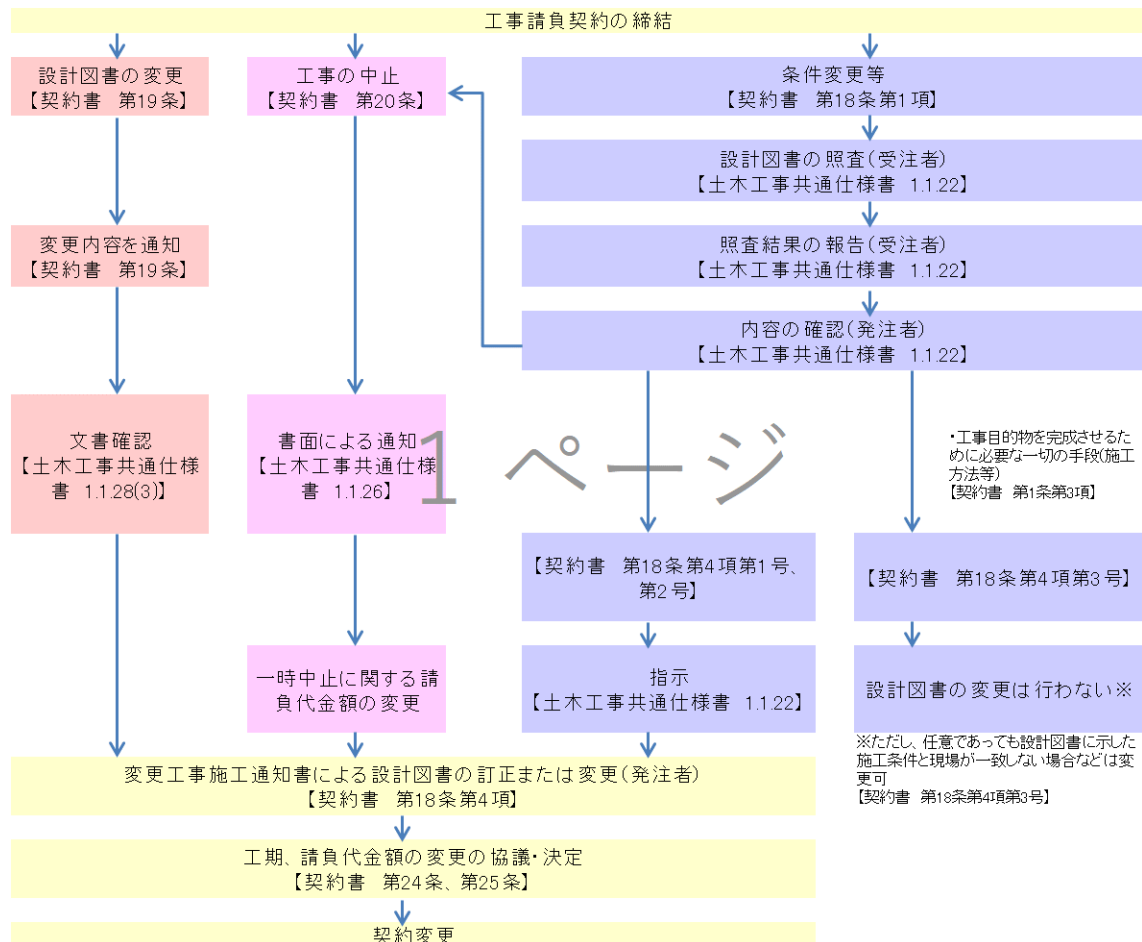 工事請負契約の締結
設計図書の変更
【契約書　第19条】
工事の中止
【契約書　第20条】
条件変更等
【契約書　第18条第1項】
設計図書の照査(受注者)
【土木工事共通仕様書　1.1.22】
変更内容を通知
【契約書　第19条】
照査結果の報告(受注者)
【土木工事共通仕様書　1.1.22】
内容の確認(発注者)
【土木工事共通仕様書　1.1.22】
文書確認
【土木工事共通仕様
書　1.1.28(3)】
書面による通知
【土木工事共通仕様
書　1.1.26】
1 ページ
・工事目的物を完成させるた
めに必要な一切の手段(施工
方法等)
【契約書　第1条第3項】
【契約書　第18条第4項第1号、
第2号】
【契約書　第18条第4項第3号】
一時中止に関する請
負代金額の変更
指示
【土木工事共通仕様書　1.1.22】
設計図書の変更は行わない※
※ただし、任意であっても設計図書に示した
施工条件と現場が一致しない場合などは変
更可
【契約書　第18条第4項第3号】
変更工事施工通知書による設計図書の訂正または変更(発注者)
【契約書　第18条第4項】
工期、請負代金額の変更の協議・決定
【契約書　第24条、第25条】
契約変更